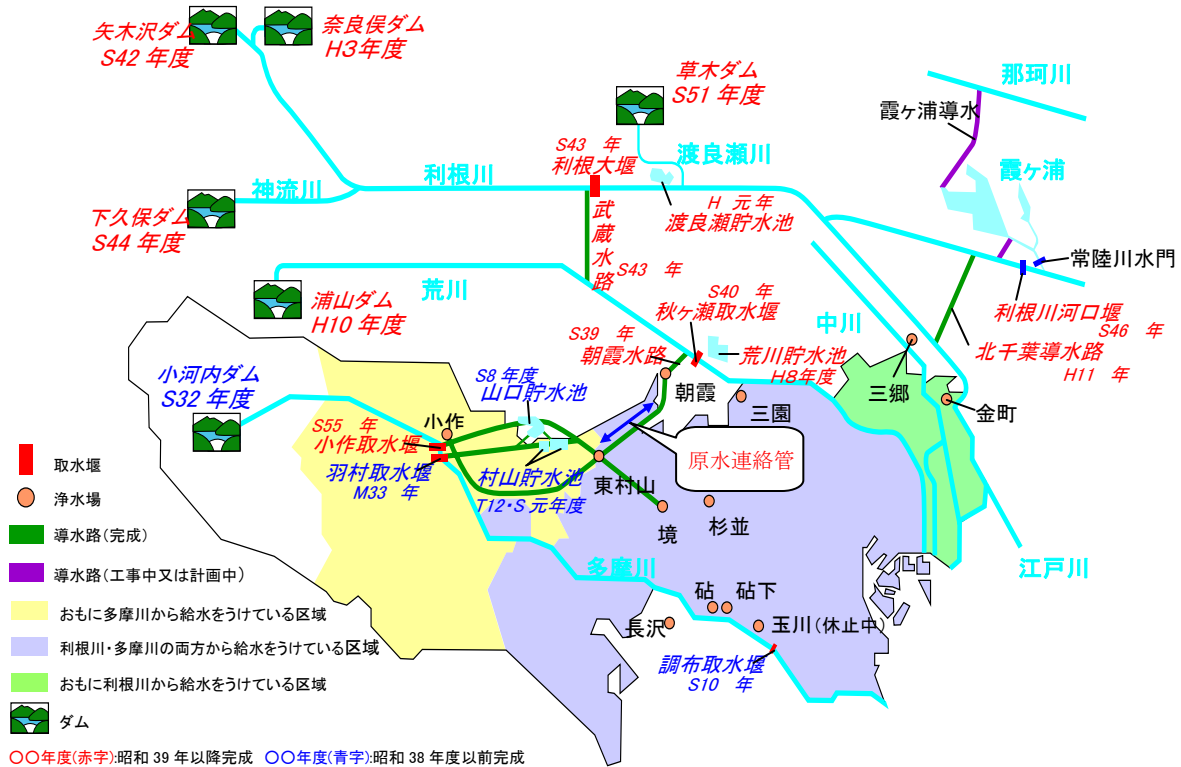 矢木沢ダム
S42 年度
奈良俣ダム
H3年度
草木ダム
S51 年度
那珂川
霞ヶ浦導水
霞ヶ浦
S43 年
利根大堰
渡良瀬川
利根川
神流川
下久保ダム
S44 年度
H 元年
渡良瀬貯水池
武蔵水路
S43 年
常陸川水門
荒川
浦山ダム
H10 年度
S40 年
秋ヶ瀬取水堰
中川
利根川河口堰
S46 年
S39 年
朝霞水路
荒川貯水池
H8年度
北千葉導水路
H11 年
小河内ダム
S32 年度
S8 年度
山口貯水池
朝霞
三園
三郷
金町
S55 年
小作取水堰
小作
羽村取水堰
M33 年
村山貯水池
T12・S 元年度
東村山
原水連絡管
境
杉並
多摩川
江戸川
砧
砧下
長沢
玉川(休止中)
調布取水堰
S10 年
取水堰
浄水場
導水路(完成)
導水路(工事中又は計画中)
おもに多摩川から給水をうけている区域
利根川・多摩川の両方から給水をうけている区域
おもに利根川から給水をうけている区域
ダム
〇〇年度(赤字):昭和 39 年以降完成 〇〇年度(青字):昭和 38 年度以前完成